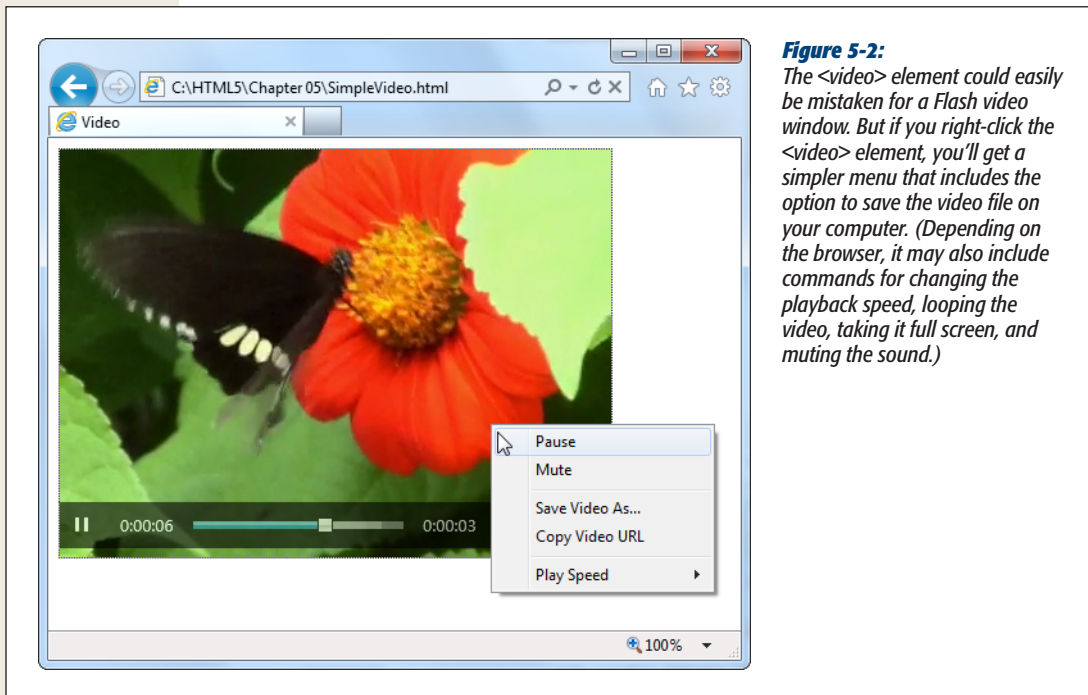 C:\HTML5\Chapter 05\SimpleVideo.html
Video
0:00:06
0:00:03
Pause
Mute
Save Video As...
Copy Video URL
Play Speed
100%
Figure 5-2:
The <video> element could easily
be mistaken for a Flash video
window. But if you right-click the
<video> element, you’ll get a
simpler menu that includes the
option to save the video file on
your computer. (Depending on
the browser, it may also include
commands for changing the
playback speed, looping the
video, taking it full screen, and
muting the sound.)